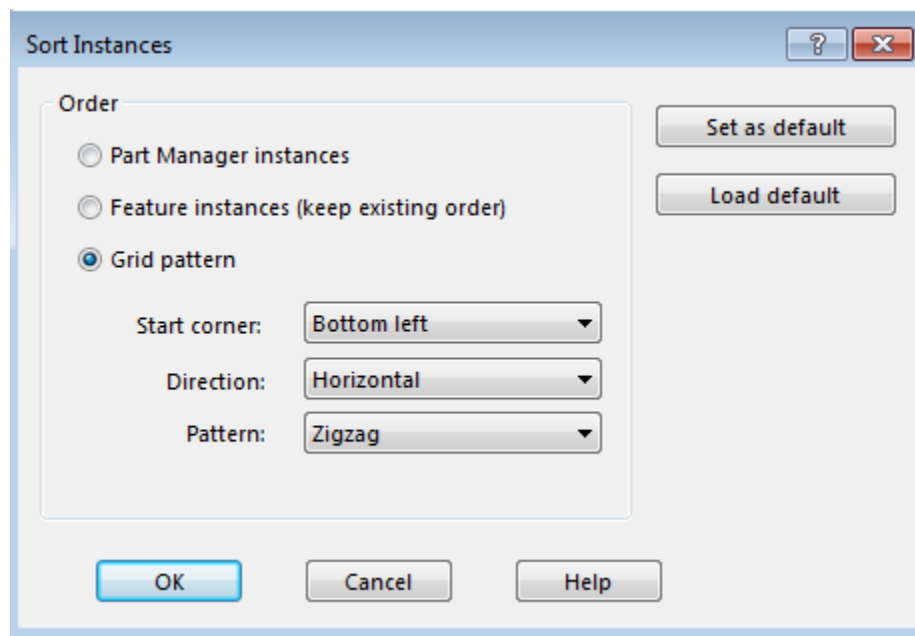 Sort Instances
Order
Part Manager instances
Feature instances (keep existing order)
Grid pattern
Start corner: Bottom left
Direction: Horizontal
Pattern: Zigzag
Set as default
Load default
OK Cancel Help